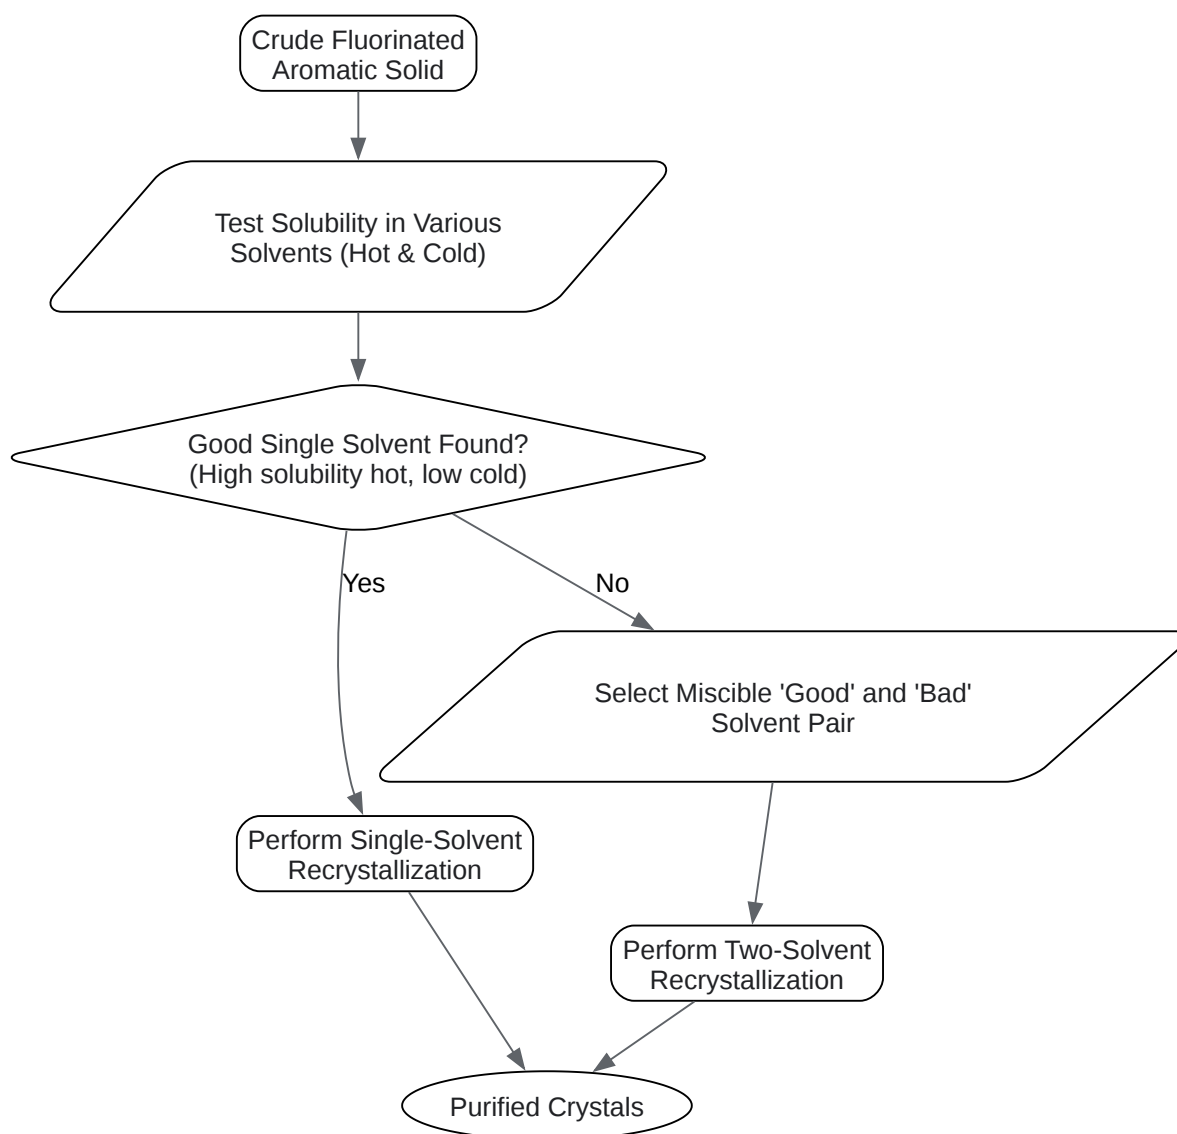 Crude Fluorinated
Aromatic Solid
Test Solubility in Various
Solvents (Hot & Cold)
Good Single Solvent Found?
(High solubility hot, low cold)
Yes
No
Select Miscible 'Good' and 'Bad'
Solvent Pair
Perform Single-Solvent
Recrystallization
Perform Two-Solvent
Recrystallization
Purified Crystals